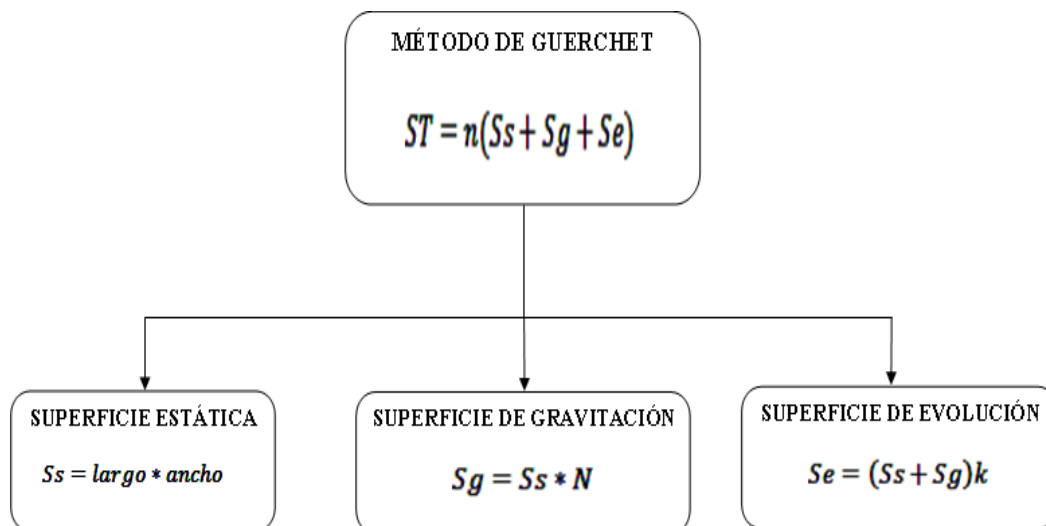 MÉTODO DE GUERCHET
ST = n(Ss + Sg + Se)
SUPERFICIE ESTÁTICA
Ss = largo * ancho
SUPERFICIE DE GRAVITACIÓN
Sg = Ss * N
SUPERFICIE DE EVOLUCIÓN
Se = (Ss + Sg)k